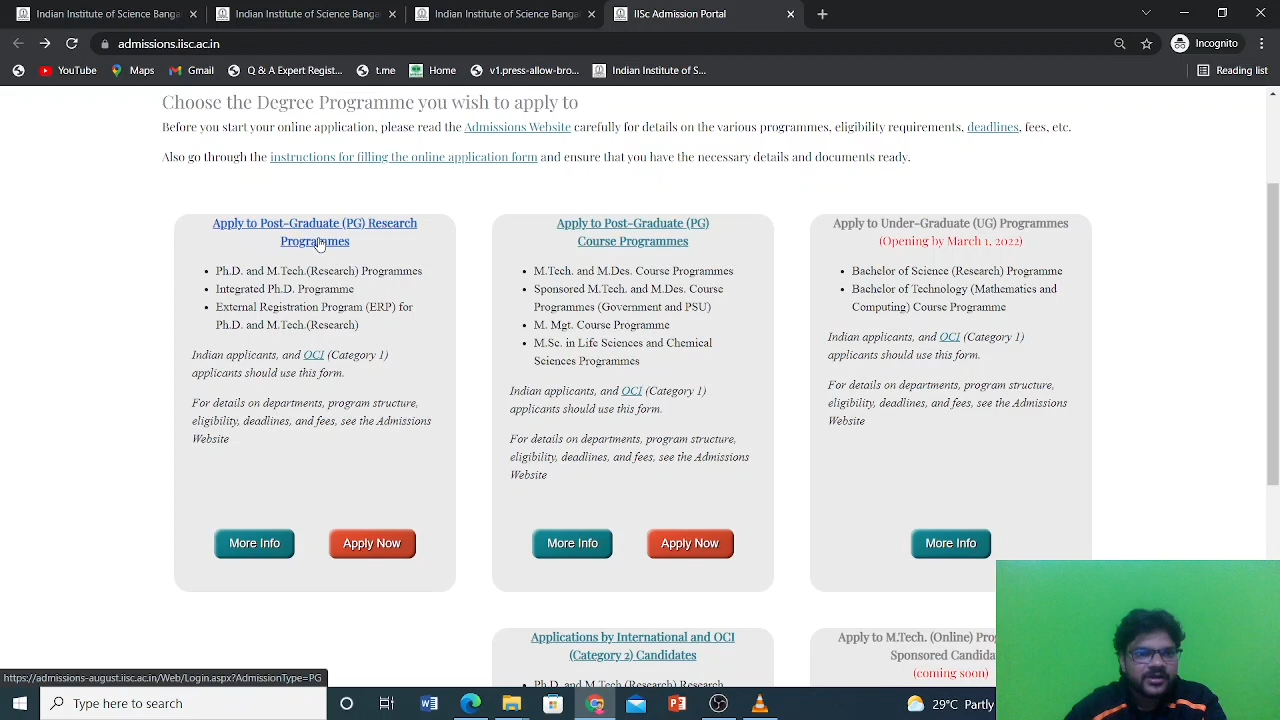 Indian Institute of Science Bang
Indian Institute of Science Bang
Indian Institute of Science Bang
IISc Admission Portal
admissions.iisc.ac.in
Incognito
YouTube
Maps
Gmail
Q & A Expert Regist...
t.me
Home
v1.press-allow-bro...
Indian Institute of S...
Reading list
Choose the Degree Programme you wish to apply to
Before you start your online application, please read the Admissions Website carefully for details on the various programmes, eligibility requirements, deadlines, fees, etc.
Also go through the instructions for filling the online application form and ensure that you have the necessary details and documents ready.
Apply to Post-Graduate (PG) Research
Programmes
• Ph.D. and M.Tech.(Research) Programmes
• Integrated Ph.D. Programme
• External Registration Program (ERP) for
Ph.D. and M.Tech.(Research)
Indian applicants, and OCI (Category 1)
applicants should use this form.
For details on departments, program structure,
eligibility, deadlines, and fees, see the Admissions
Website
More Info
Apply Now
Apply to Post-Graduate (PG)
Course Programmes
• M.Tech. and M.Des. Course Programmes
• Sponsored M.Tech. and M.Des. Course
Programmes (Government and PSU)
• M. Mgt. Course Programme
• M.Sc. in Life Sciences and Chemical
Sciences Programmes
Indian applicants, and OCI (Category 1)
applicants should use this form.
For details on departments, program structure,
eligibility, deadlines, and fees, see the Admissions
Website
More Info
Apply Now
Apply to Under-Graduate (UG) Programmes
(Opening by March 1, 2022)
• Bachelor of Science (Research) Programme
• Bachelor of Technology (Mathematics and
Computing) Course Programme
Indian applicants, and OCI (Category 1)
applicants should use this form.
For details on departments, program structure,
eligibility, deadlines, and fees, see the Admissions
Website
More Info
Applications by International and OCI
(Category 2) Candidates
• Ph.D. and M.Tech (Research) Programmes
Apply to M.Tech. (Online) Pro
Sponsored Candida
(coming soon)
https://admissions-august.iisc.ac.in/Web/Login.aspx?AdmissionType=PG
Type here to search
29°C Partly